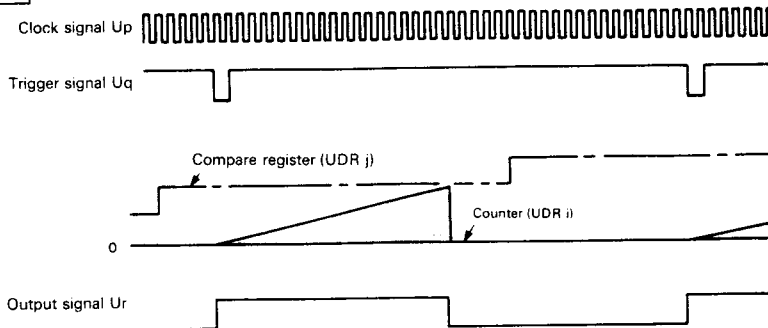 Clock signal Up
Trigger signal Uq
Compare register (UDR j)
Counter (UDR i)
0
Output signal Ur